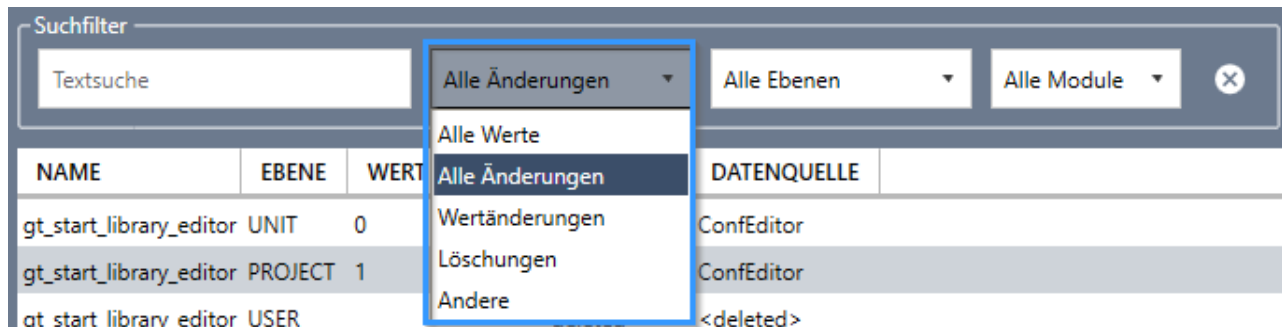 Suchfilter
Textsuche
Alle Änderungen
Alle Ebenen
Alle Module
Alle Werte
Alle Änderungen
Wertänderungen
Löschungen
Andere
NAME EBENE WERT DATENQUELLE
gt_start_library_editor UNIT 0 ConfEditor
gt_start_library_editor PROJECT 1 ConfEditor
gt_start_library_editor USER <deleted>